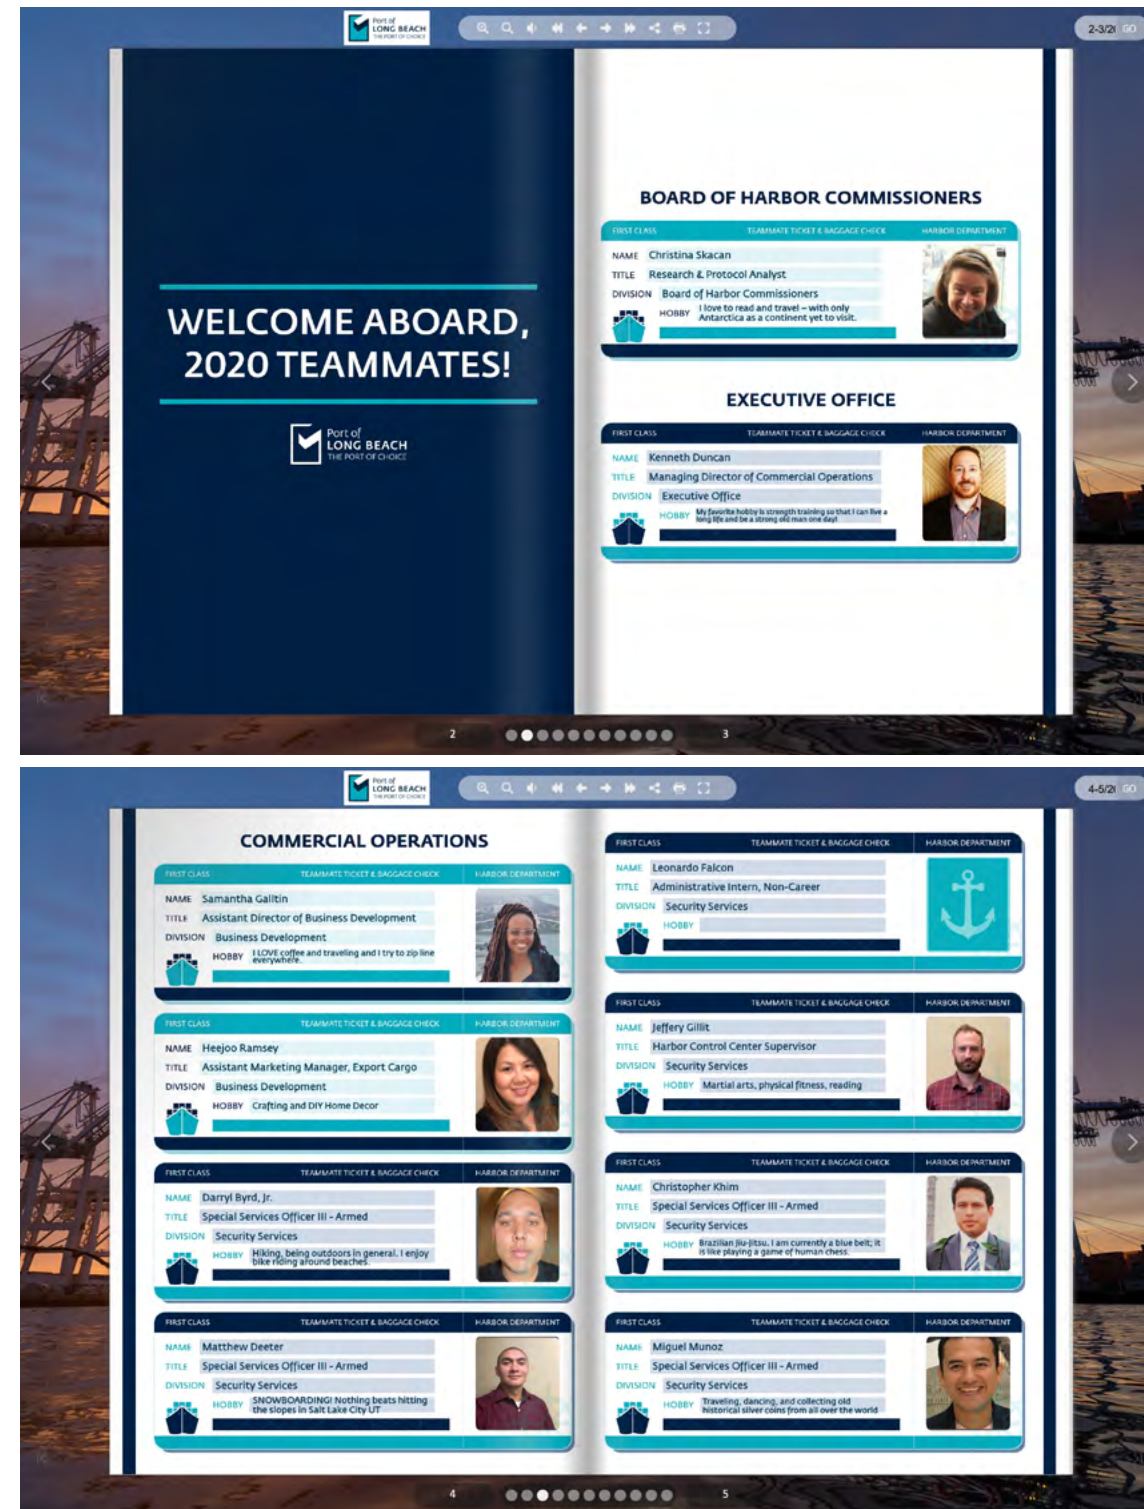 Port of
LONG BEACH
THE PORT OF CHOICE
2-3/2
GO
WELCOME ABOARD,
2020 TEAMMATES!
Port of
LONG BEACH
THE PORT OF CHOICE
BOARD OF HARBOR COMMISSIONERS
FIRST CLASS TEAMMATE TICKET & BAGGAGE CHECK HARBOR DEPARTMENT
NAME Christina Skacan
TITLE Research & Protocol Analyst
DIVISION Board of Harbor Commissioners
HOBBY I love to read and travel – with only
Antarctica as a continent yet to visit.
EXECUTIVE OFFICE
FIRST CLASS TEAMMATE TICKET & BAGGAGE CHECK HARBOR DEPARTMENT
NAME Kenneth Duncan
TITLE Managing Director of Commercial Operations
DIVISION Executive Office
HOBBY My favorite hobby is strength training so that I can live a
long life and be a strong old man one day!
2 3
Port of
LONG BEACH
THE PORT OF CHOICE
4-5/2
GO
COMMERCIAL OPERATIONS
FIRST CLASS TEAMMATE TICKET & BAGGAGE CHECK HARBOR DEPARTMENT
NAME Samantha Galitin
TITLE Assistant Director of Business Development
DIVISION Business Development
HOBBY I LOVE coffee and traveling and I try to zip line
everywhere.
FIRST CLASS TEAMMATE TICKET & BAGGAGE CHECK HARBOR DEPARTMENT
NAME Heejoo Ramsey
TITLE Assistant Marketing Manager, Export Cargo
DIVISION Business Development
HOBBY Crafting and DIY Home Decor
FIRST CLASS TEAMMATE TICKET & BAGGAGE CHECK HARBOR DEPARTMENT
NAME Darryl Byrd, Jr.
TITLE Special Services Officer III - Armed
DIVISION Security Services
HOBBY Hiking, being outdoors in general. I enjoy
bike riding around beaches.
FIRST CLASS TEAMMATE TICKET & BAGGAGE CHECK HARBOR DEPARTMENT
NAME Matthew Deeter
TITLE Special Services Officer III - Armed
DIVISION Security Services
HOBBY SNOWBOARDING! Nothing beats hitting
the slopes in Salt Lake City UT
FIRST CLASS TEAMMATE TICKET & BAGGAGE CHECK HARBOR DEPARTMENT
NAME Leonardo Falcon
TITLE Administrative Intern, Non-Career
DIVISION Security Services
HOBBY
FIRST CLASS TEAMMATE TICKET & BAGGAGE CHECK HARBOR DEPARTMENT
NAME Jeffery Gillit
TITLE Harbor Control Center Supervisor
DIVISION Security Services
HOBBY Martial arts, physical fitness, reading
FIRST CLASS TEAMMATE TICKET & BAGGAGE CHECK HARBOR DEPARTMENT
NAME Christopher Khim
TITLE Special Services Officer III - Armed
DIVISION Security Services
HOBBY Brazilian Jiu-Jitsu. I am currently a blue belt; it
is like playing a game of human chess.
FIRST CLASS TEAMMATE TICKET & BAGGAGE CHECK HARBOR DEPARTMENT
NAME Miguel Munoz
TITLE Special Services Officer III - Armed
DIVISION Security Services
HOBBY Traveling, dancing, and collecting old
historical silver coins from all over the world
4 5